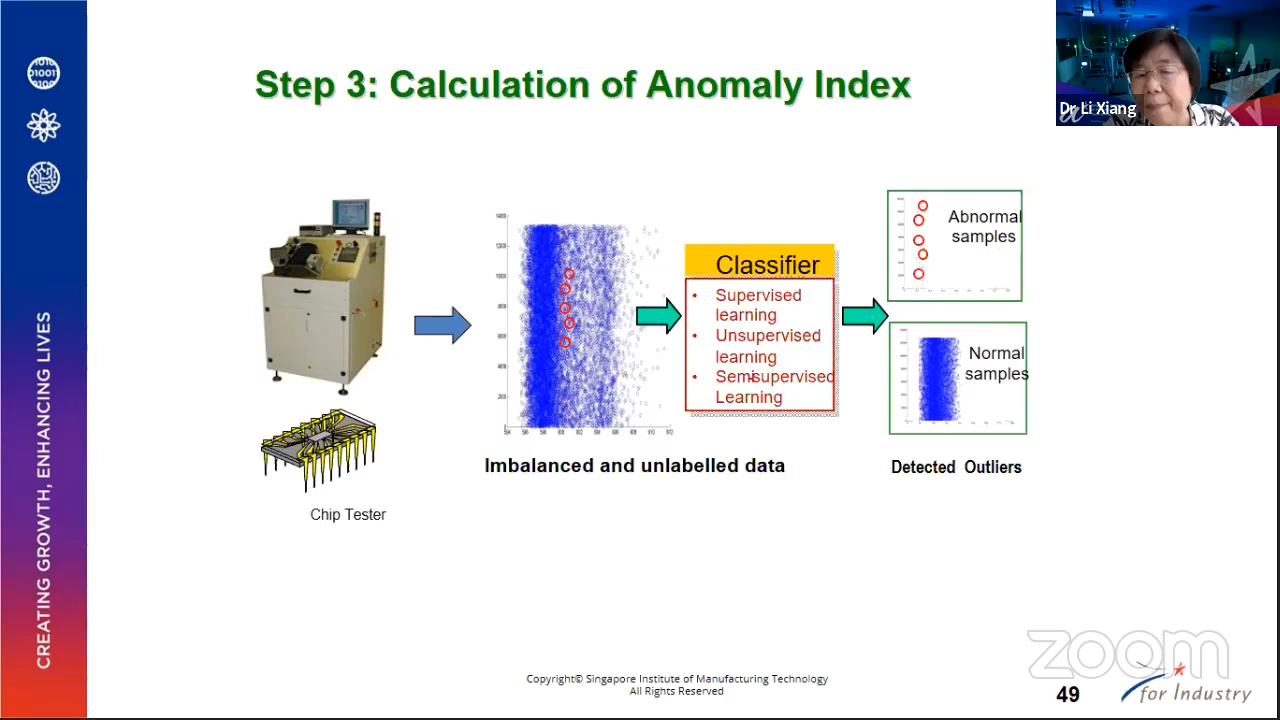 Step 3: Calculation of Anomaly Index
Dr Li Xiang
CREATING GROWTH, ENHANCING LIVES
Chip Tester
Imbalanced and unlabelled data
Classifier
• Supervised
learning
• Unsupervised
learning
• Semisupervised
Learning
Abnormal
samples
Normal
samples
Detected Outliers
Copyright© Singapore Institute of Manufacturing Technology
All Rights Reserved
49
for Industry
zoom